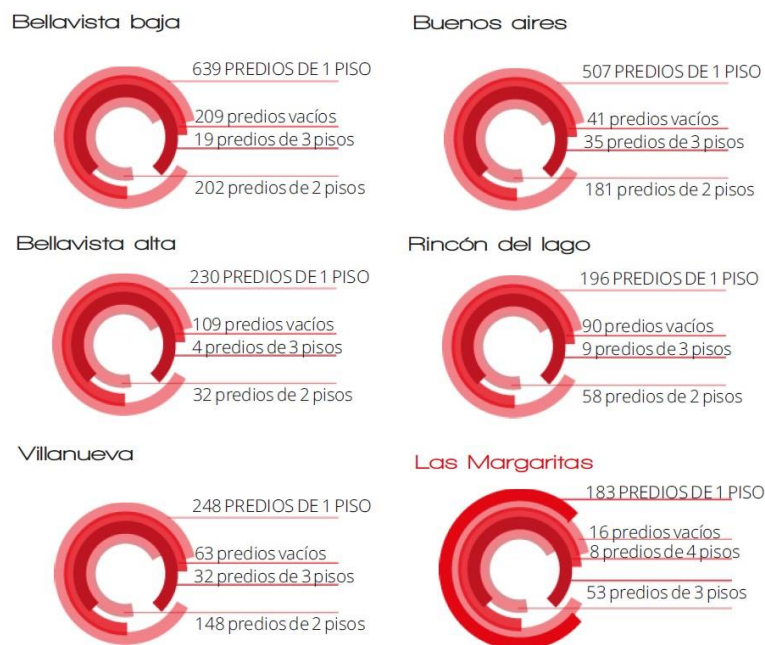 Bellavista baja
639 PREDIOS DE 1 PISO
209 predios vacíos
19 predios de 3 pisos
202 predios de 2 pisos
Buenos aires
507 PREDIOS DE 1 PISO
41 predios vacíos
35 predios de 3 pisos
181 predios de 2 pisos
Bellavista alta
230 PREDIOS DE 1 PISO
109 predios vacíos
4 predios de 3 pisos
32 predios de 2 pisos
Rincón del lago
196 PREDIOS DE 1 PISO
90 predios vacíos
9 predios de 3 pisos
58 predios de 2 pisos
Villanueva
248 PREDIOS DE 1 PISO
63 predios vacíos
32 predios de 3 pisos
148 predios de 2 pisos
Las Margaritas
183 PREDIOS DE 1 PISO
16 predios vacíos
8 predios de 4 pisos
53 predios de 3 pisos